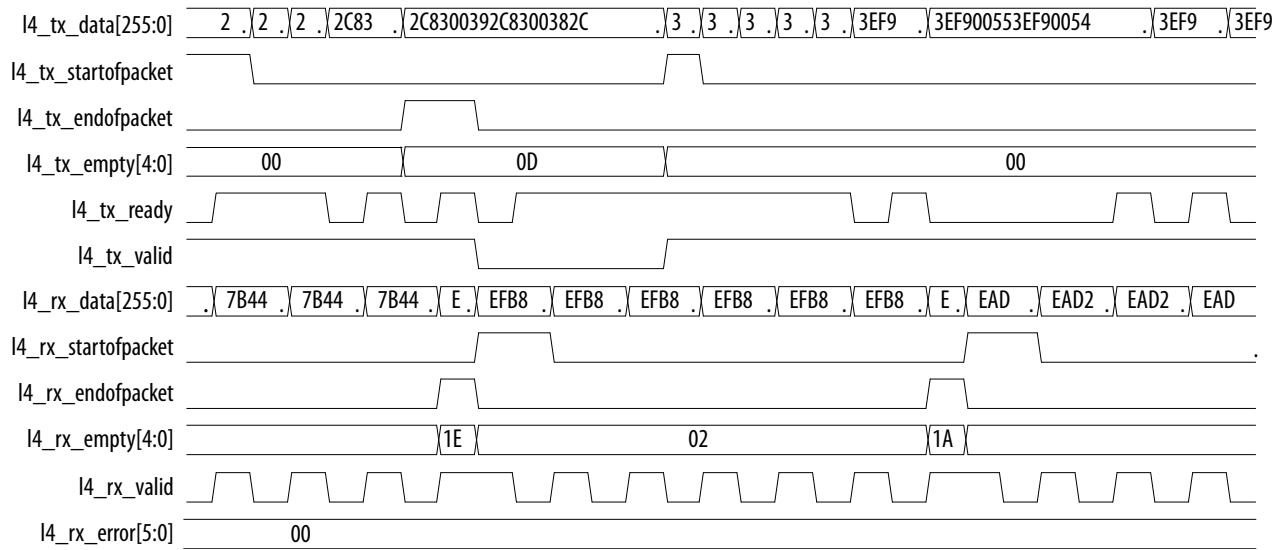 l4_tx_data[255:0] 2 . 2 . 2 . 2C83 . 2C8300392C8300382C . 3 . 3 . 3 . 3 . 3 . 3EF9 . 3EF900553EF90054 . 3EF9 . 3EF9
l4_tx_startofpacket
l4_tx_endofpacket
l4_tx_empty[4:0] 00 0D 00
l4_tx_ready
l4_tx_valid
l4_rx_data[255:0] . 7B44 . 7B44 . 7B44 . E . EFB8 . EFB8 . EFB8 . EFB8 . EFB8 . EFB8 . E . EAD . EAD2 . EAD2 . EAD
l4_rx_startofpacket .
l4_rx_endofpacket
l4_rx_empty[4:0] 1E 02 1A
l4_rx_valid
l4_rx_error[5:0] 00